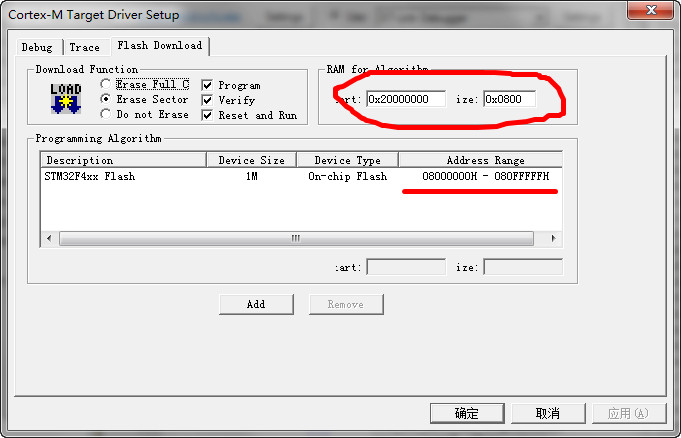 Cortex-M Target Driver Setup
Debug
Trace
Flash Download
Download Function
LOAD
Erase Full C
Erase Sector
Do not Erase
Program
Verify
Reset and Run
RAM for Algorithm
art: 0x20000000 ize: 0x0800
Programming Algorithm
Description Device Size Device Type Address Range
STM32F4xx Flash 1M On-chip Flash 08000000H - 080FFFFFH
:art: ize:
Add Remove
确定 取消 应用(A)